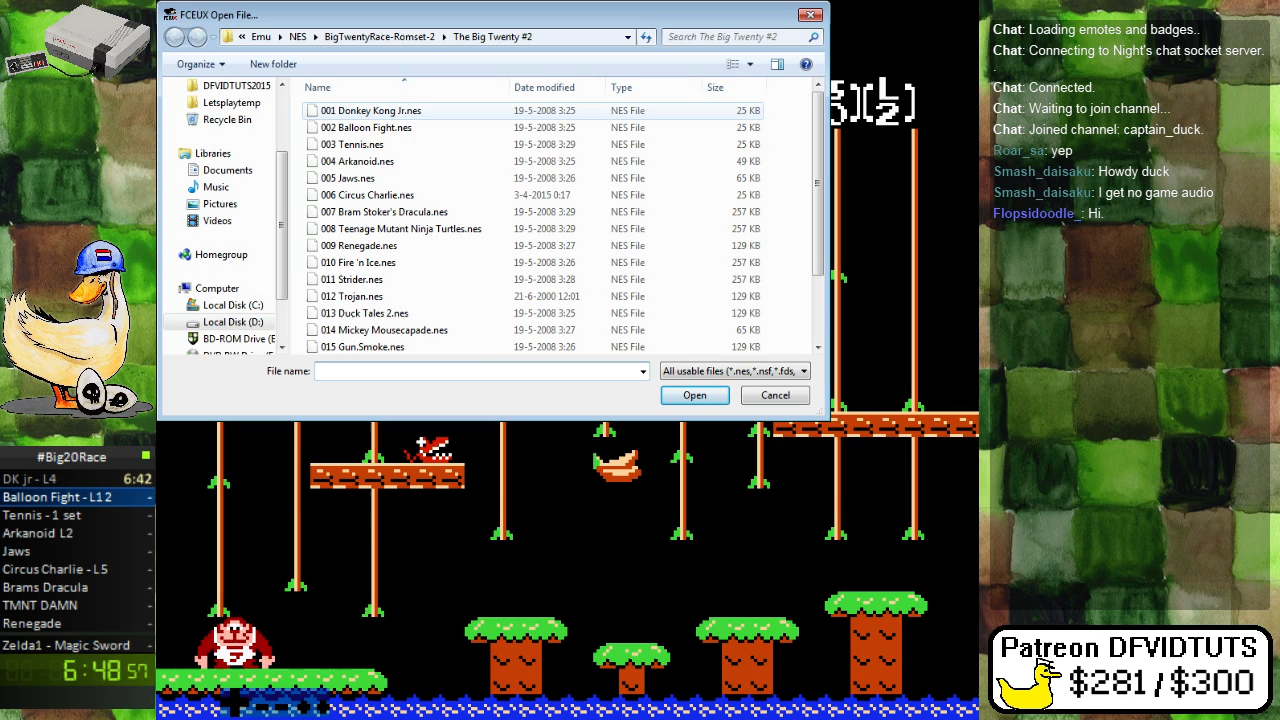 FCEUX Open File...
« Emu ▸ NES ▸ BigTwentyRace-Romset-2 ▸ The Big Twenty #2
Search The Big Twenty #2
Organize ▾ New folder
DFVIDTUTS2015
Letsplaytemp
Recycle Bin
Libraries
Documents
Music
Pictures
Videos
Homegroup
Computer
Local Disk (C:)
Local Disk (D:)
BD-ROM Drive (E
Name Date modified Type Size
001 Donkey Kong Jr.nes 19-5-2008 3:25 NES File 25 KB
002 Balloon Fight.nes 19-5-2008 3:25 NES File 25 KB
003 Tennis.nes 19-5-2008 3:29 NES File 25 KB
004 Arkanoid.nes 19-5-2008 3:25 NES File 49 KB
005 Jaws.nes 19-5-2008 3:26 NES File 65 KB
006 Circus Charlie.nes 3-4-2015 0:17 NES File 25 KB
007 Bram Stoker's Dracula.nes 19-5-2008 3:25 NES File 257 KB
008 Teenage Mutant Ninja Turtles.nes 19-5-2008 3:29 NES File 257 KB
009 Renegade.nes 19-5-2008 3:28 NES File 129 KB
010 Fire 'n Ice.nes 19-5-2008 3:26 NES File 257 KB
011 Strider.nes 19-5-2008 3:28 NES File 257 KB
012 Trojan.nes 21-6-2000 12:01 NES File 129 KB
013 Duck Tales 2.nes 19-5-2008 3:25 NES File 129 KB
014 Mickey Mousecapade.nes 19-5-2008 3:27 NES File 65 KB
015 Gun.Smoke.nes 19-5-2008 3:26 NES File 129 KB
File name:
All usable files (*.nes,*.nsf,*.fds,
Open Cancel
L
2
#Big20Race
DK jr - L4 6:42
Balloon Fight - L12 -
Tennis - 1 set -
Arkanoid L2 -
Jaws -
Circus Charlie - L5 -
Brams Dracula -
TMNT DAMN -
Renegade -
Zelda1 - Magic Sword -
6:48 57
Chat: Loading emotes and badges..
Chat: Connecting to Night's chat socket server.
.
Chat: Connected.
Chat: Waiting to join channel...
Chat: Joined channel: captain_duck.
Roar_sa: yep
Smash_daisaku: Howdy duck
Smash_daisaku: I get no game audio
Flopsidoodle_: Hi.
Patreon DFVIDTUTS
$281/$300